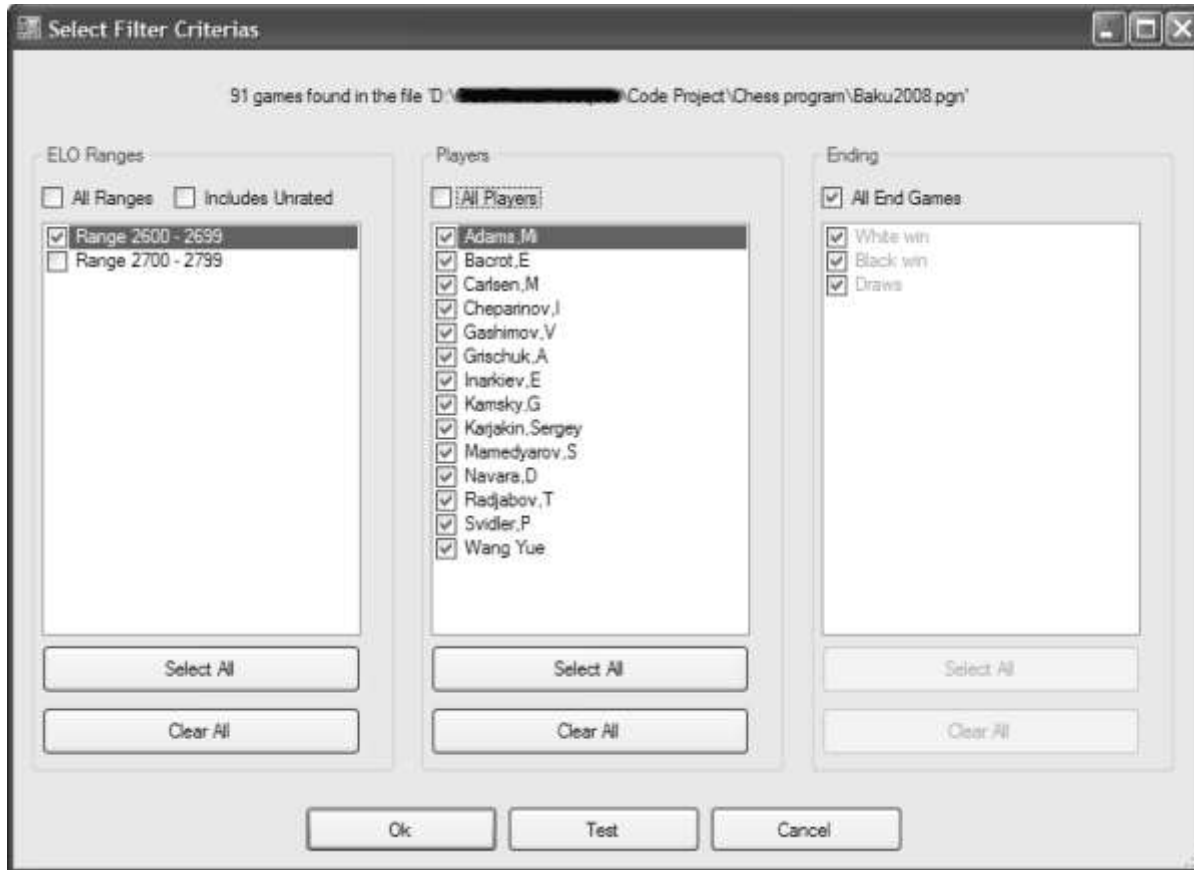 Select Filter Criterias
91 games found in the file 'D:\ \Code Project\Chess program\Baku2008.pgn'
ELO Ranges
All Ranges Includes Unrated
Range 2600 - 2699
Range 2700 - 2799
Select All
Clear All
Players
All Players
Adams,Mi
Bacrot,E
Carlsen,M
Cheparinov,I
Gashimov,V
Grischuk,A
Inarkiev,E
Kamsky,G
Karjakin,Sergey
Mamedyarov,S
Navara,D
Radjabov,T
Svidler,P
Wang Yue
Select All
Clear All
Ending
All End Games
White win
Black win
Draws
Select All
Clear All
Ok Test Cancel